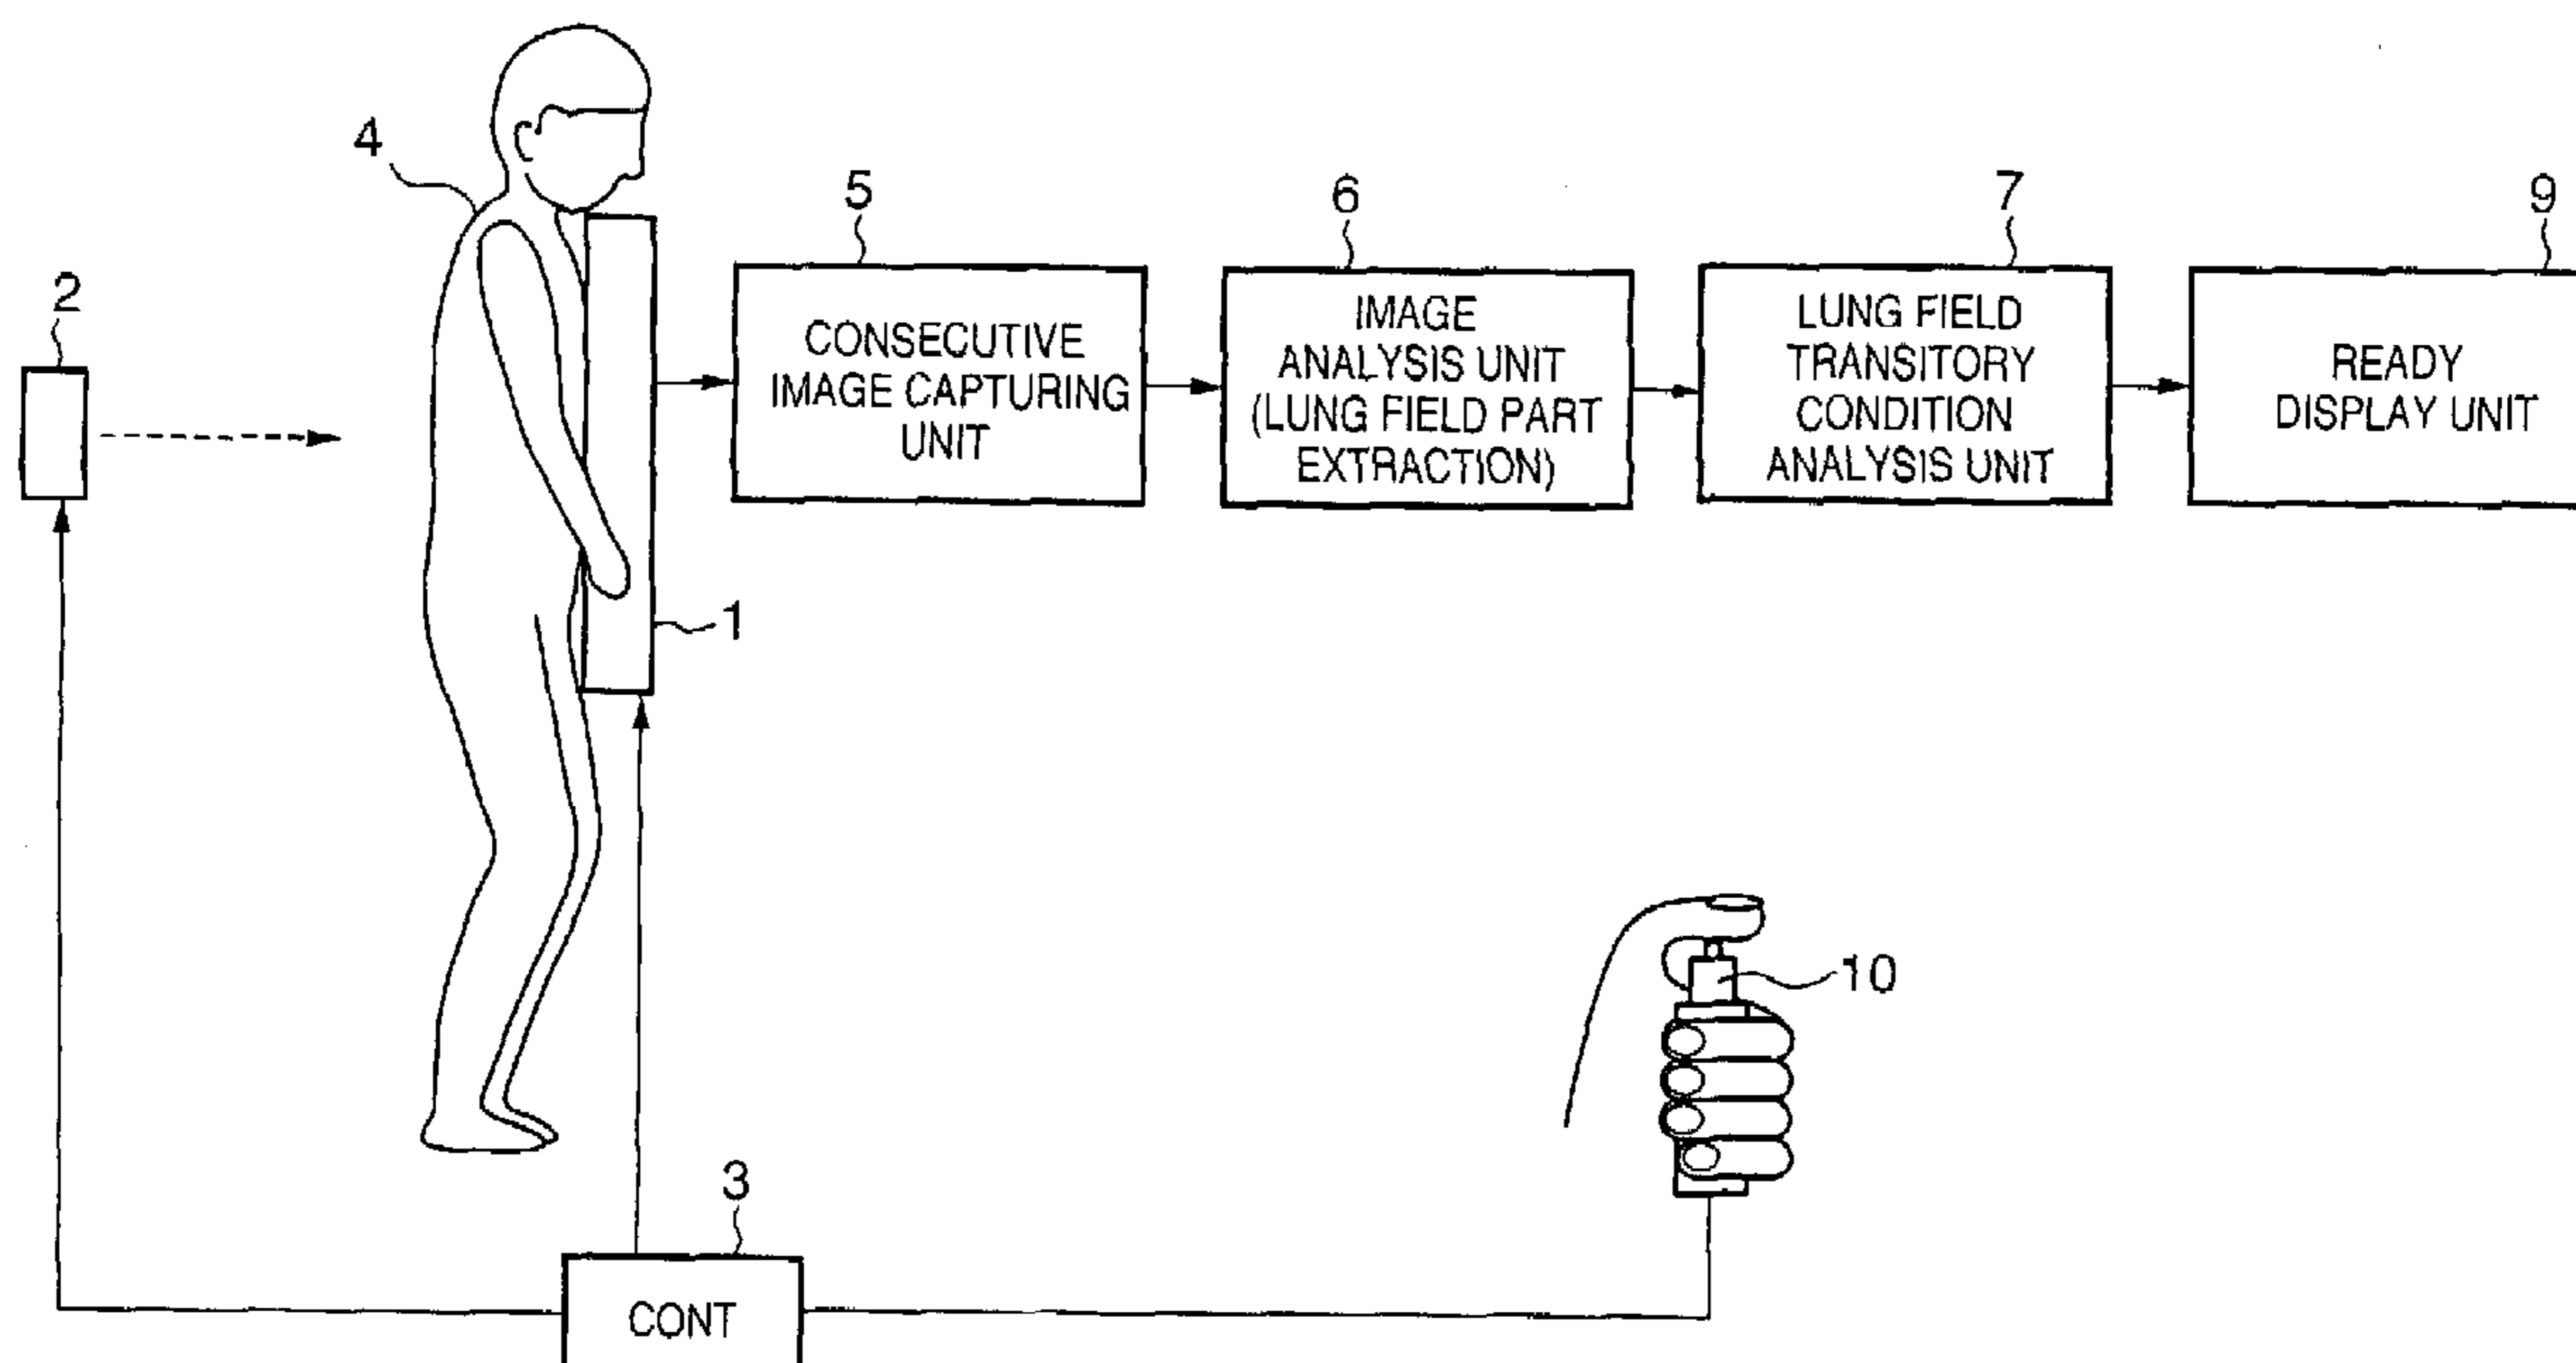 4
2
5
CONSECUTIVE
IMAGE CAPTURING
UNIT
6
IMAGE
ANALYSIS UNIT
(LUNG FIELD PART
EXTRACTION)
7
LUNG FIELD
TRANSITORY
CONDITION
ANALYSIS UNIT
9
READY
DISPLAY UNIT
1
10
3
CONT